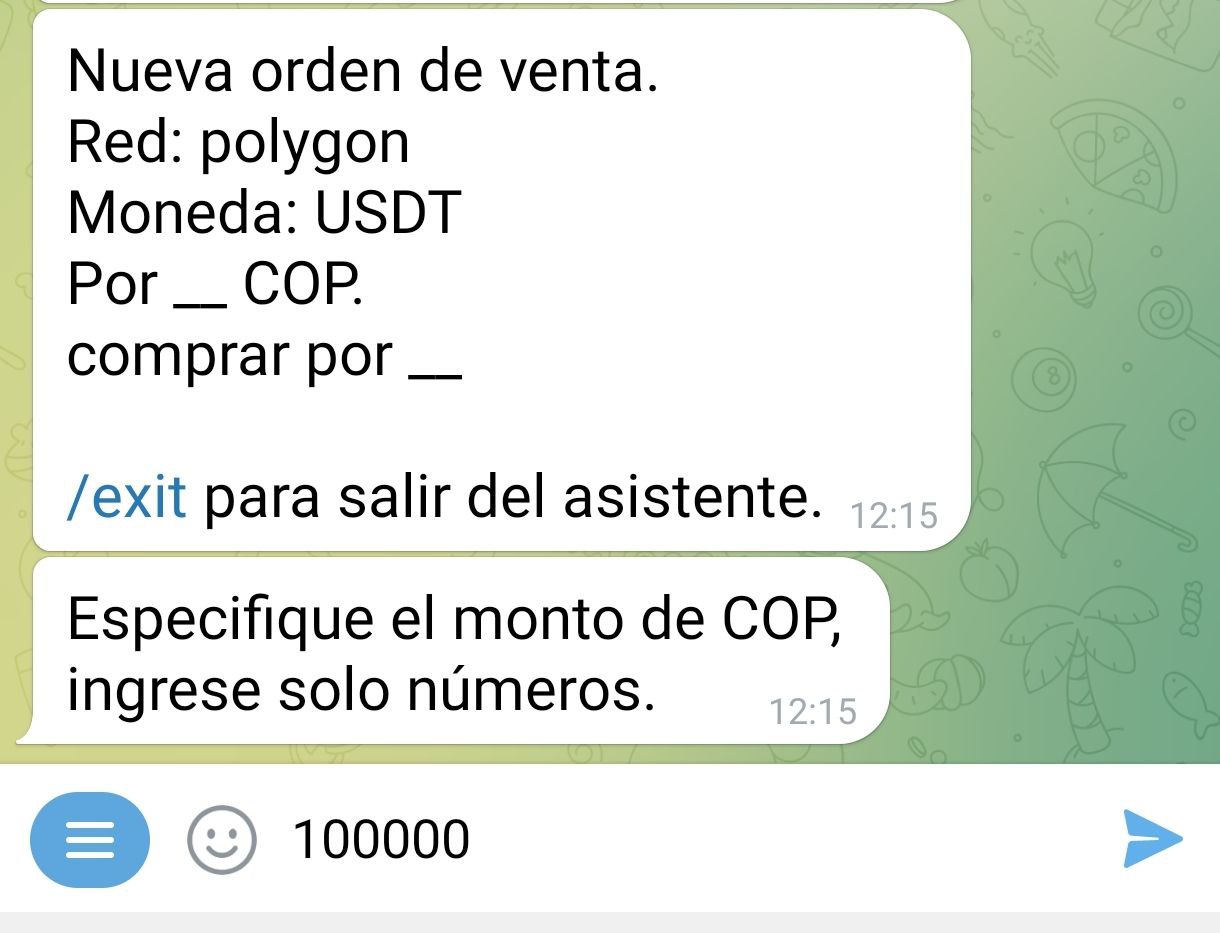 Nueva orden de venta.
Red: polygon
Moneda: USDT
Por __ COP.
comprar por __
/exit para salir del asistente. 12:15
Especifique el monto de COP,
ingrese solo números. 12:15
100000